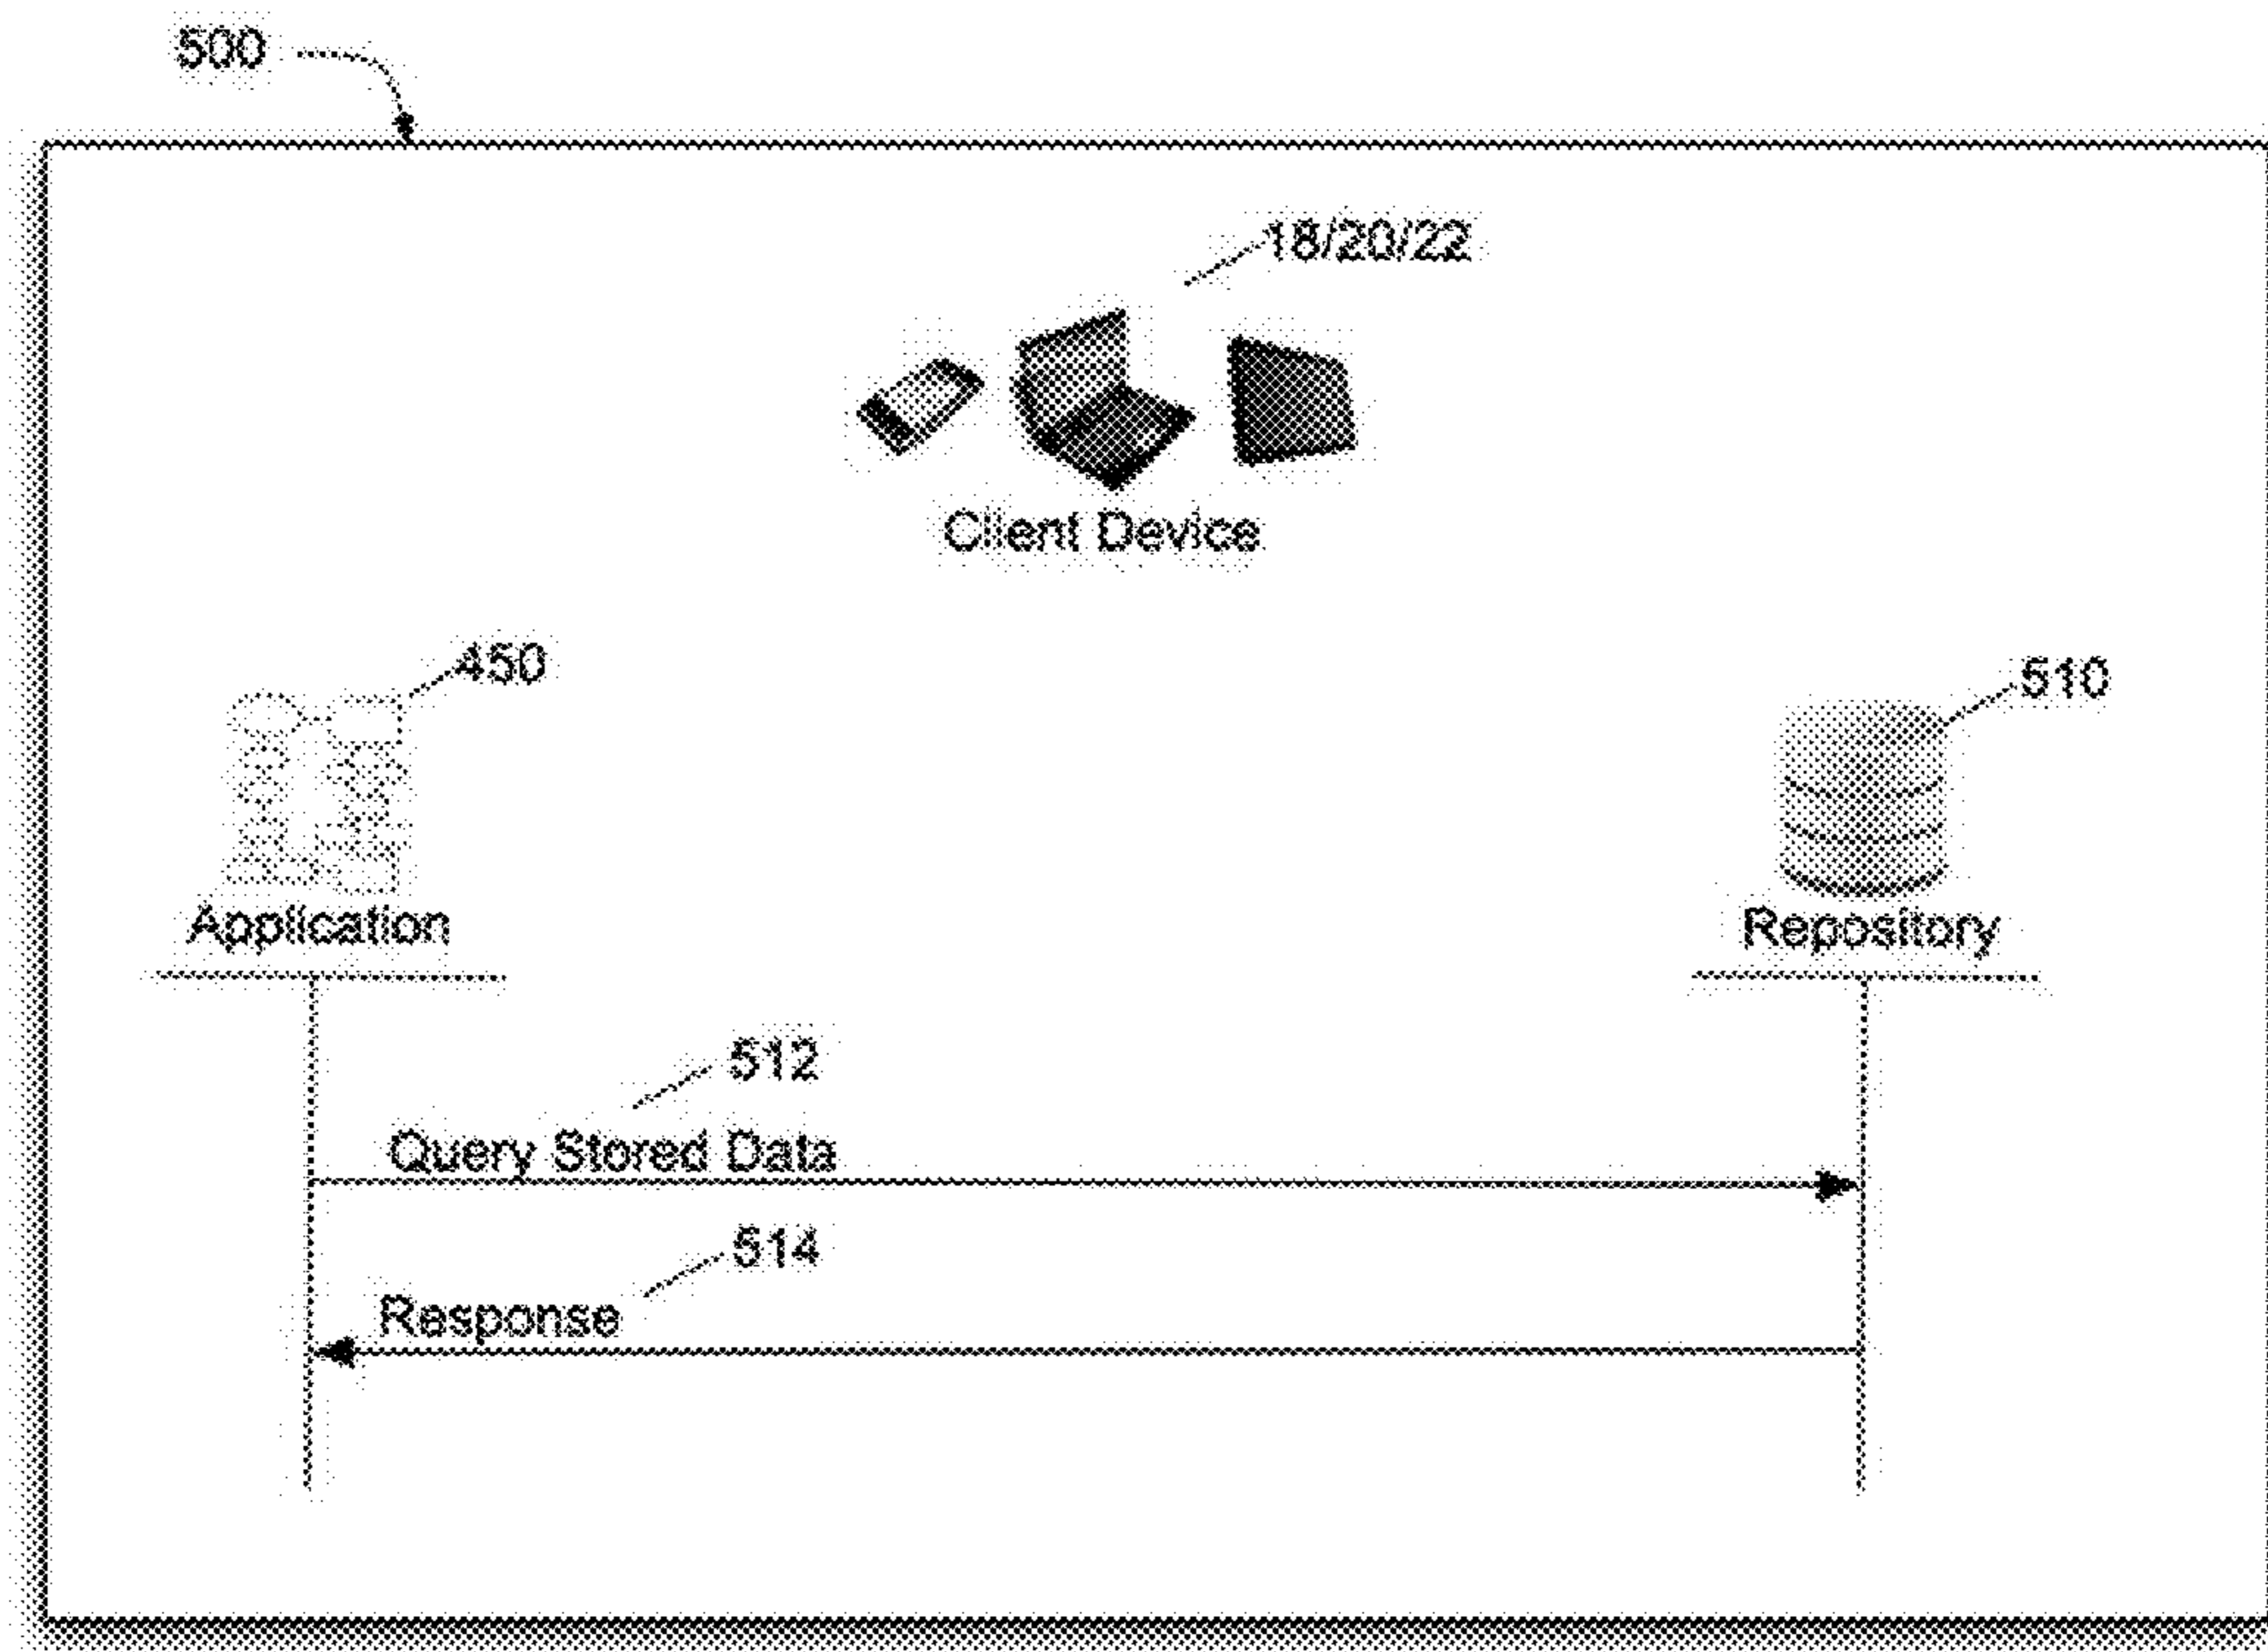 500
18/20/22
Client Device
450
510
Application
Repository
512
Query Stored Data
514
Response